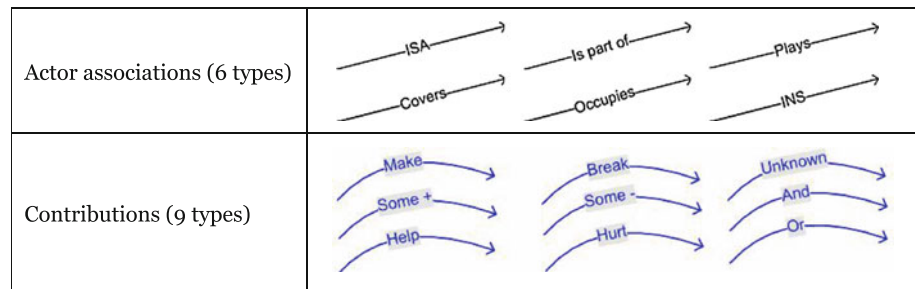 Actor associations (6 types)
ISA
Is part of
Plays
Covers
Occupies
INS
Contributions (9 types)
Make
Break
Unknown
Some +
Some -
And
Help
Hurt
Or